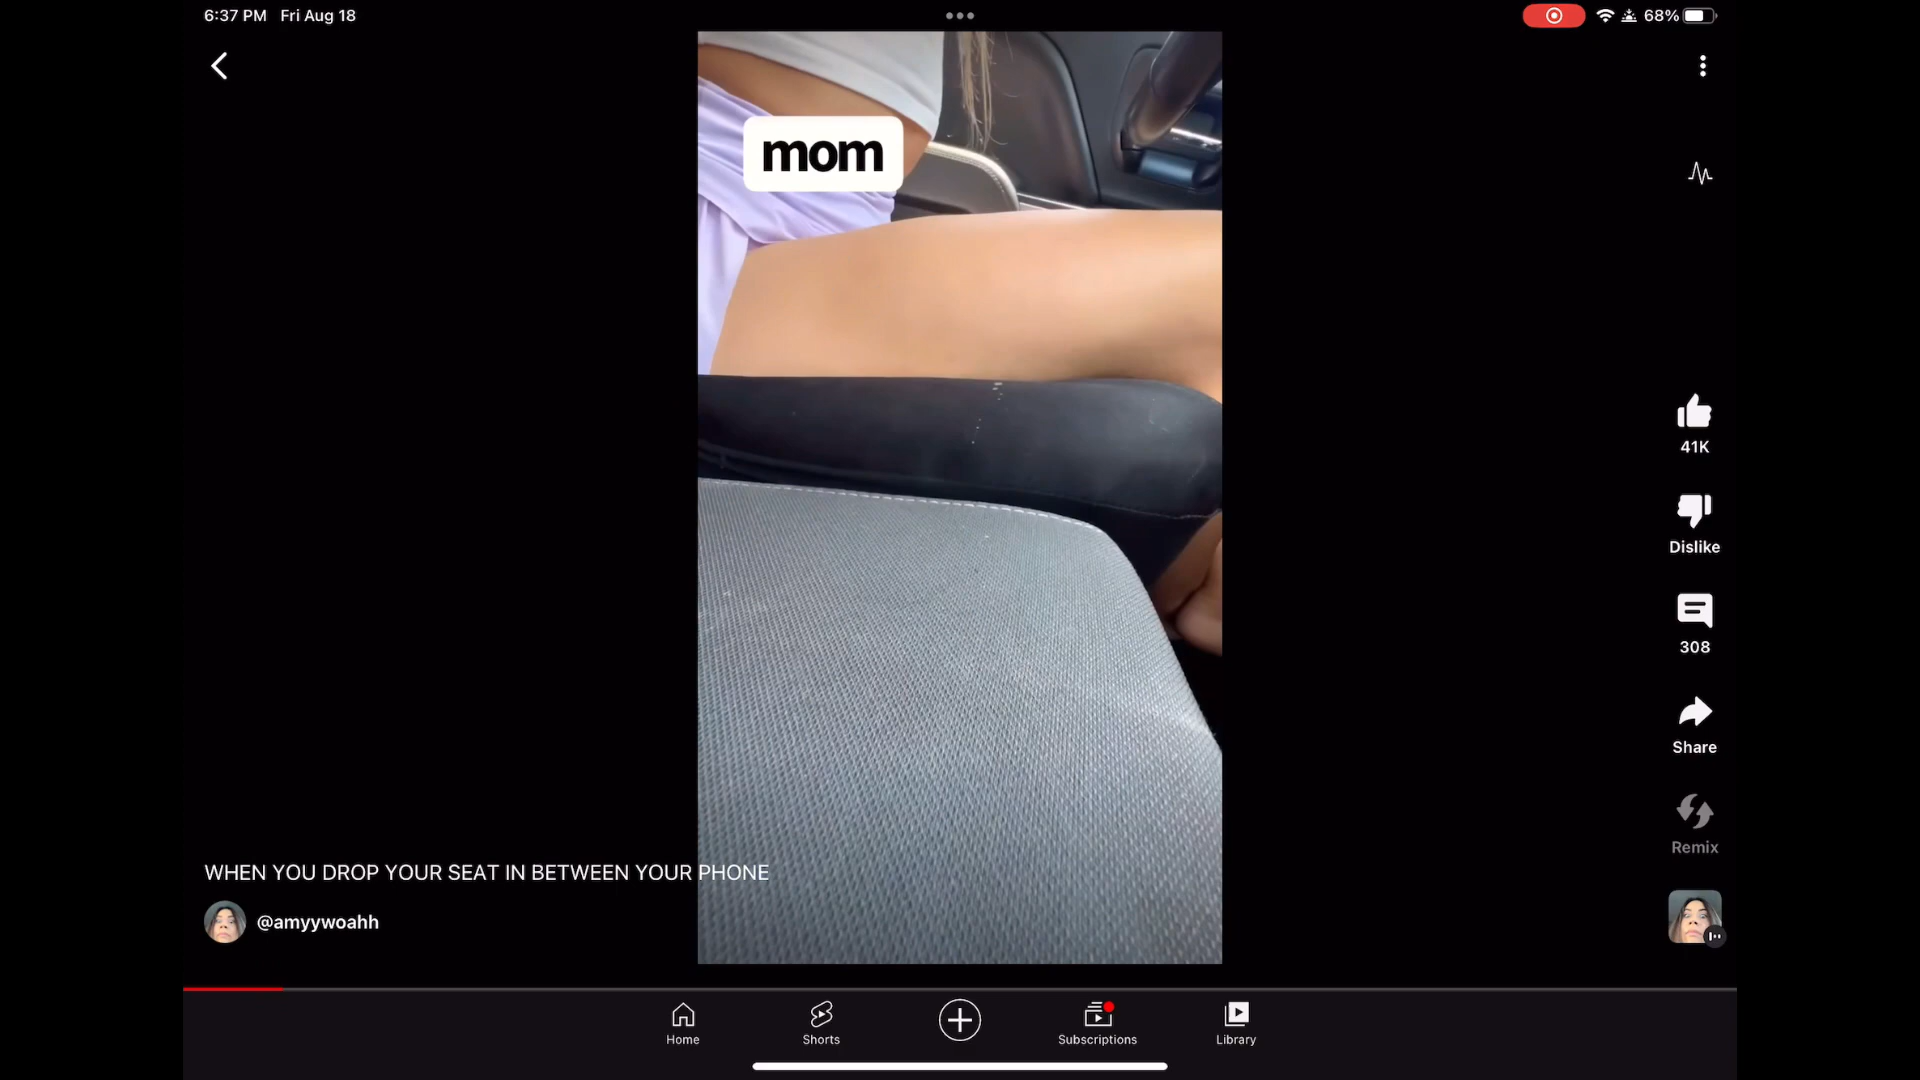 6:37 PM Fri Aug 18
68%
mom
41K
Dislike
308
Share
Remix
WHEN YOU DROP YOUR SEAT IN BETWEEN YOUR PHONE
@amyywoahh
Home
Shorts
Subscriptions
Library